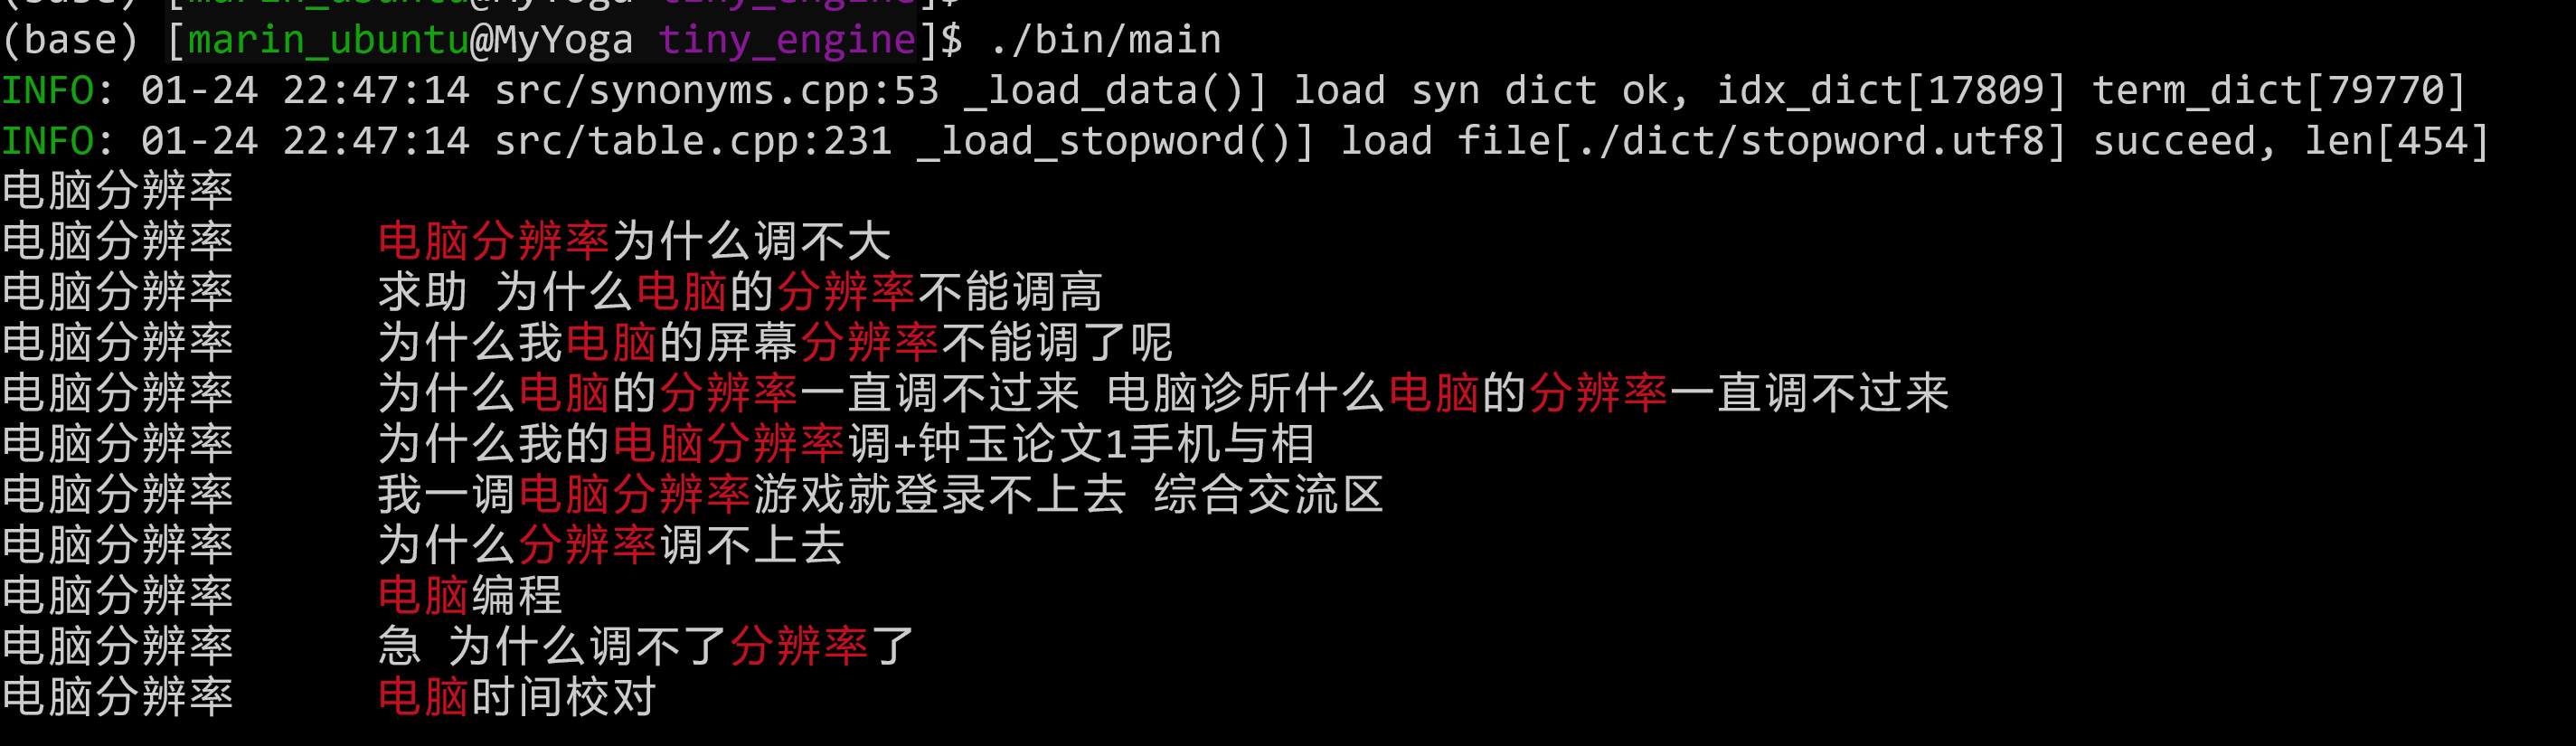 (base) [marin_ubuntu@MyYoga tiny_engine]$
(base) [marin_ubuntu@MyYoga tiny_engine]$ ./bin/main
INFO: 01-24 22:47:14 src/synonyms.cpp:53 _load_data()] load syn dict ok, idx_dict[17809] term_dict[79770]
INFO: 01-24 22:47:14 src/table.cpp:231 _load_stopword()] load file[./dict/stopword.utf8] succeed, len[454]
电脑分辨率
电脑分辨率 电脑分辨率为什么调不大
电脑分辨率 求助 为什么电脑的分辨率不能调高
电脑分辨率 为什么我电脑的屏幕分辨率不能调了呢
电脑分辨率 为什么电脑的分辨率一直调不过来 电脑诊所什么电脑的分辨率一直调不过来
电脑分辨率 为什么我的电脑分辨率调+钟玉论文1手机与相
电脑分辨率 我一调电脑分辨率游戏就登录不上去 综合交流区
电脑分辨率 为什么分辨率调不上去
电脑分辨率 电脑编程
电脑分辨率 急 为什么调不了分辨率了
电脑分辨率 电脑时间校对